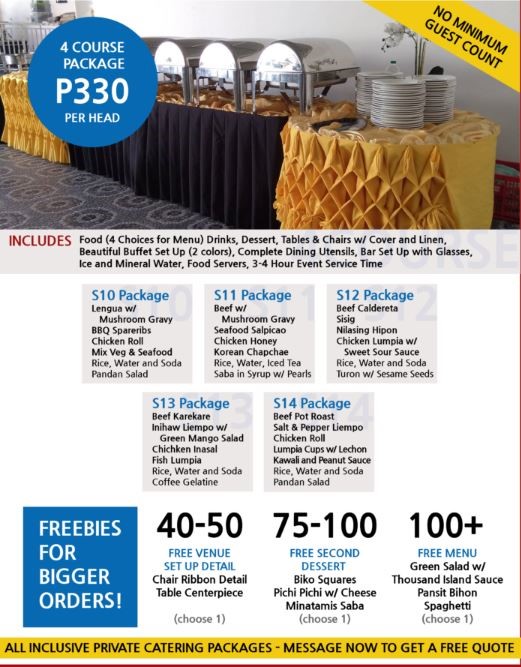 NO MINIMUM
GUEST COUNT
4 COURSE
PACKAGE
P330
PER HEAD
INCLUDES Food (4 Choices for Menu) Drinks, Dessert, Tables & Chairs w/ Cover and Linen,
Beautiful Buffet Set Up (2 colors), Complete Dining Utensils, Bar Set Up with Glasses,
Ice and Mineral Water, Food Servers, 3-4 Hour Event Service Time
S10 Package
Lengua w/
Mushroom Gravy
BBQ Spareribs
Chicken Roll
Mix Veg & Seafood
Rice, Water and Soda
Pandan Salad
S11 Package
Beef w/
Mushroom Gravy
Seafood Salpicao
Chicken Honey
Korean Chapchae
Rice, Water, Iced Tea
Saba in Syrup w/ Pearls
S12 Package
Beef Caldereta
Sisig
Nilasing Hipon
Chicken Lumpia w/
Sweet Sour Sauce
Rice, Water and Soda
Turon w/ Sesame Seeds
S13 Package
Beef Karekare
Inihaw Liempo w/
Green Mango Salad
Chichken Inasal
Fish Lumpia
Rice, Water and Soda
Coffee Gelatine
S14 Package
Beef Pot Roast
Salt & Pepper Liempo
Chicken Roll
Lumpia Cups w/ Lechon
Kawali and Peanut Sauce
Rice, Water and Soda
Pandan Salad
FREEBIES
FOR
BIGGER
ORDERS!
40-50
FREE VENUE
SET UP DETAIL
Chair Ribbon Detail
Table Centerpiece
(choose 1)
75-100
FREE SECOND
DESSERT
Biko Squares
Pichi Pichi w/ Cheese
Minatamis Saba
(choose 1)
100+
FREE MENU
Green Salad w/
Thousand Island Sauce
Pansit Bihon
Spaghetti
(choose 1)
ALL INCLUSIVE PRIVATE CATERING PACKAGES - MESSAGE NOW TO GET A FREE QUOTE